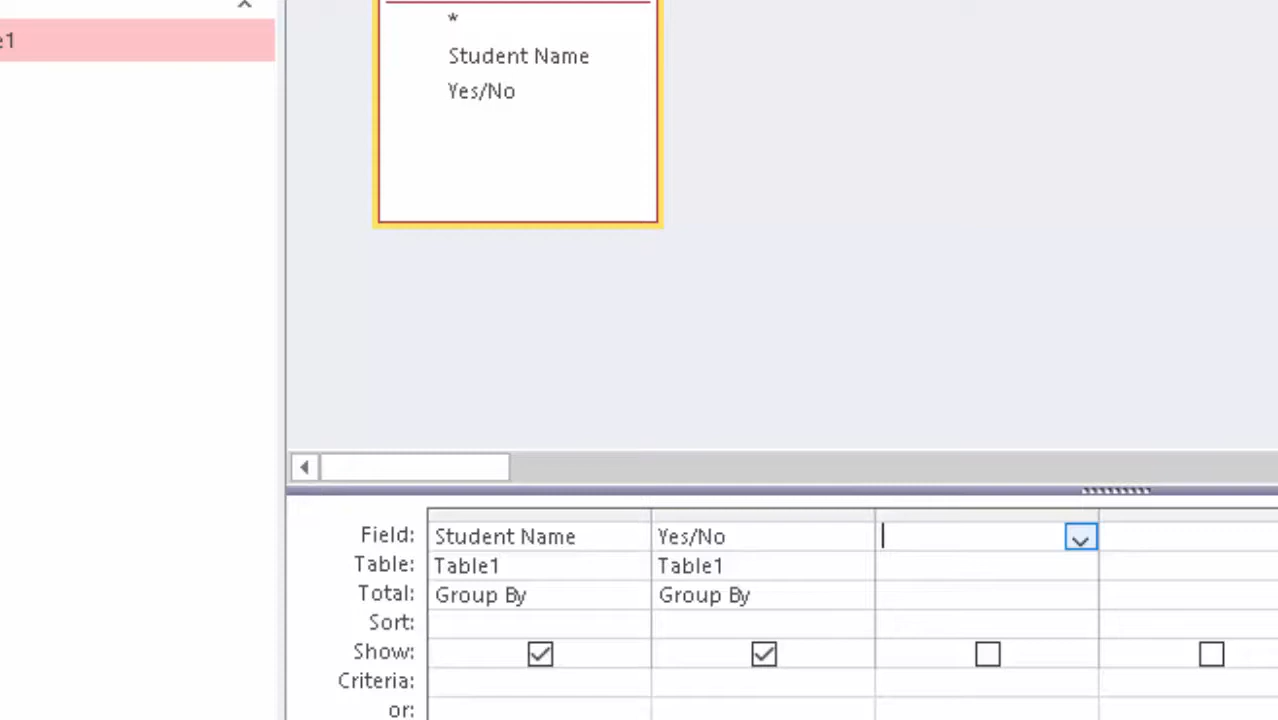 *
e1
Student Name
Yes/No
Field: Student Name Yes/No
Table: Table1 Table1
Total: Group By Group By
Sort:
Show:
Criteria:
or: